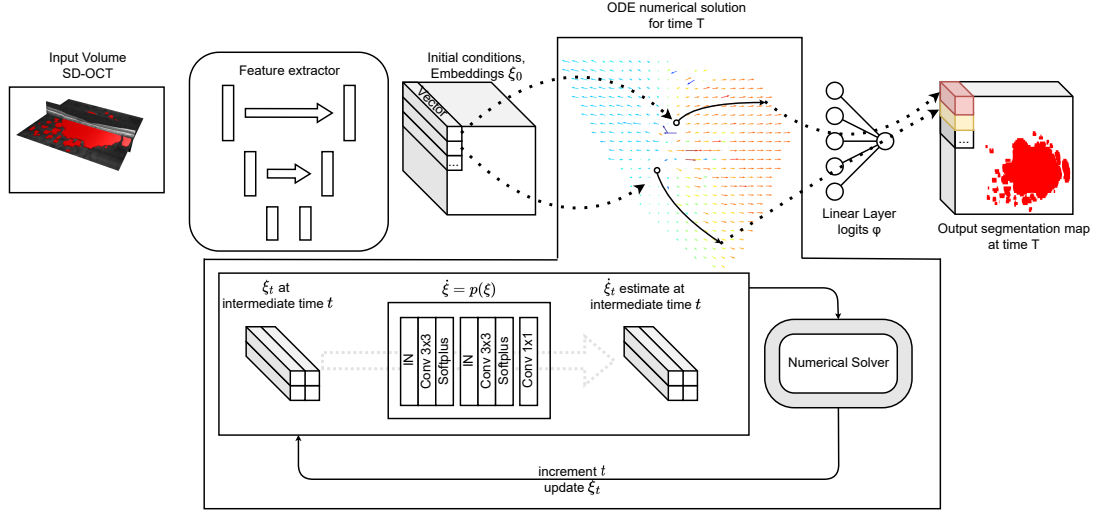 ODE numerical solution
for time T
Input Volume
SD-OCT
Feature extractor
Initial conditions,
Embeddings ξ₀
Vector
...
Linear Layer
logits φ
...
Output segmentation map
at time T
ξₜ at
intermediate time t
ξ̇ = p(ξ)
ξ̇ₜ estimate at
intermediate time t
IN
Conv 3x3
Softplus
IN
Conv 3x3
Softplus
Conv 1x1
Numerical Solver
increment t
update ξₜ